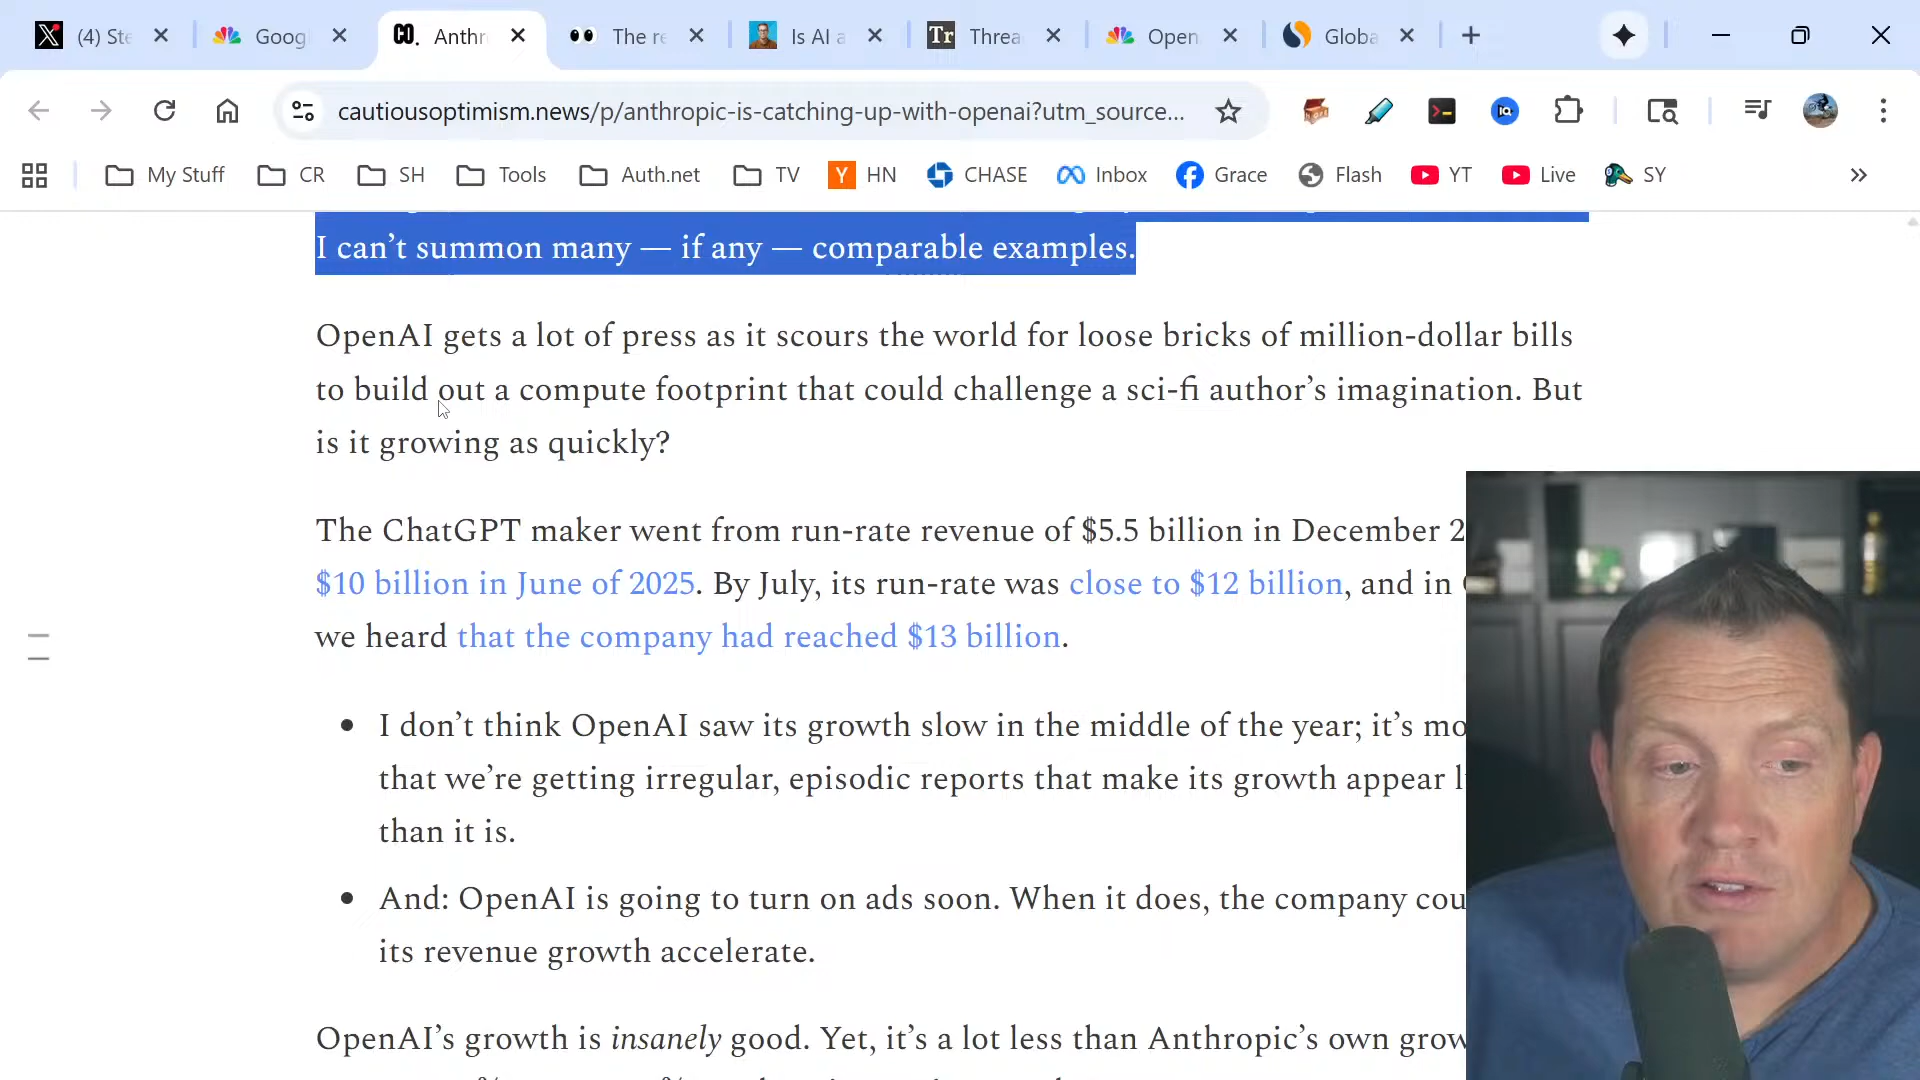 (4) Ste
Goog
Anthr
The re
Is AI a
Tr Threa
Open
Globa
cautiousoptimism.news/p/anthropic-is-catching-up-with-openai?utm_source...
My Stuff
CR
SH
Tools
Auth.net
TV
Y HN
CHASE
Inbox
Grace
Flash
YT
Live
SY
I can’t summon many — if any — comparable examples.
OpenAI gets a lot of press as it scours the world for loose bricks of million-dollar bills
to build out a compute footprint that could challenge a sci-fi author’s imagination. But
is it growing as quickly?
The ChatGPT maker went from run-rate revenue of $5.5 billion in December 2
$10 billion in June of 2025. By July, its run-rate was close to $12 billion, and in
we heard that the company had reached $13 billion.
• I don’t think OpenAI saw its growth slow in the middle of the year; it’s mo
that we’re getting irregular, episodic reports that make its growth appear l
than it is.
• And: OpenAI is going to turn on ads soon. When it does, the company cou
its revenue growth accelerate.
OpenAI’s growth is insanely good. Yet, it’s a lot less than Anthropic’s own grow